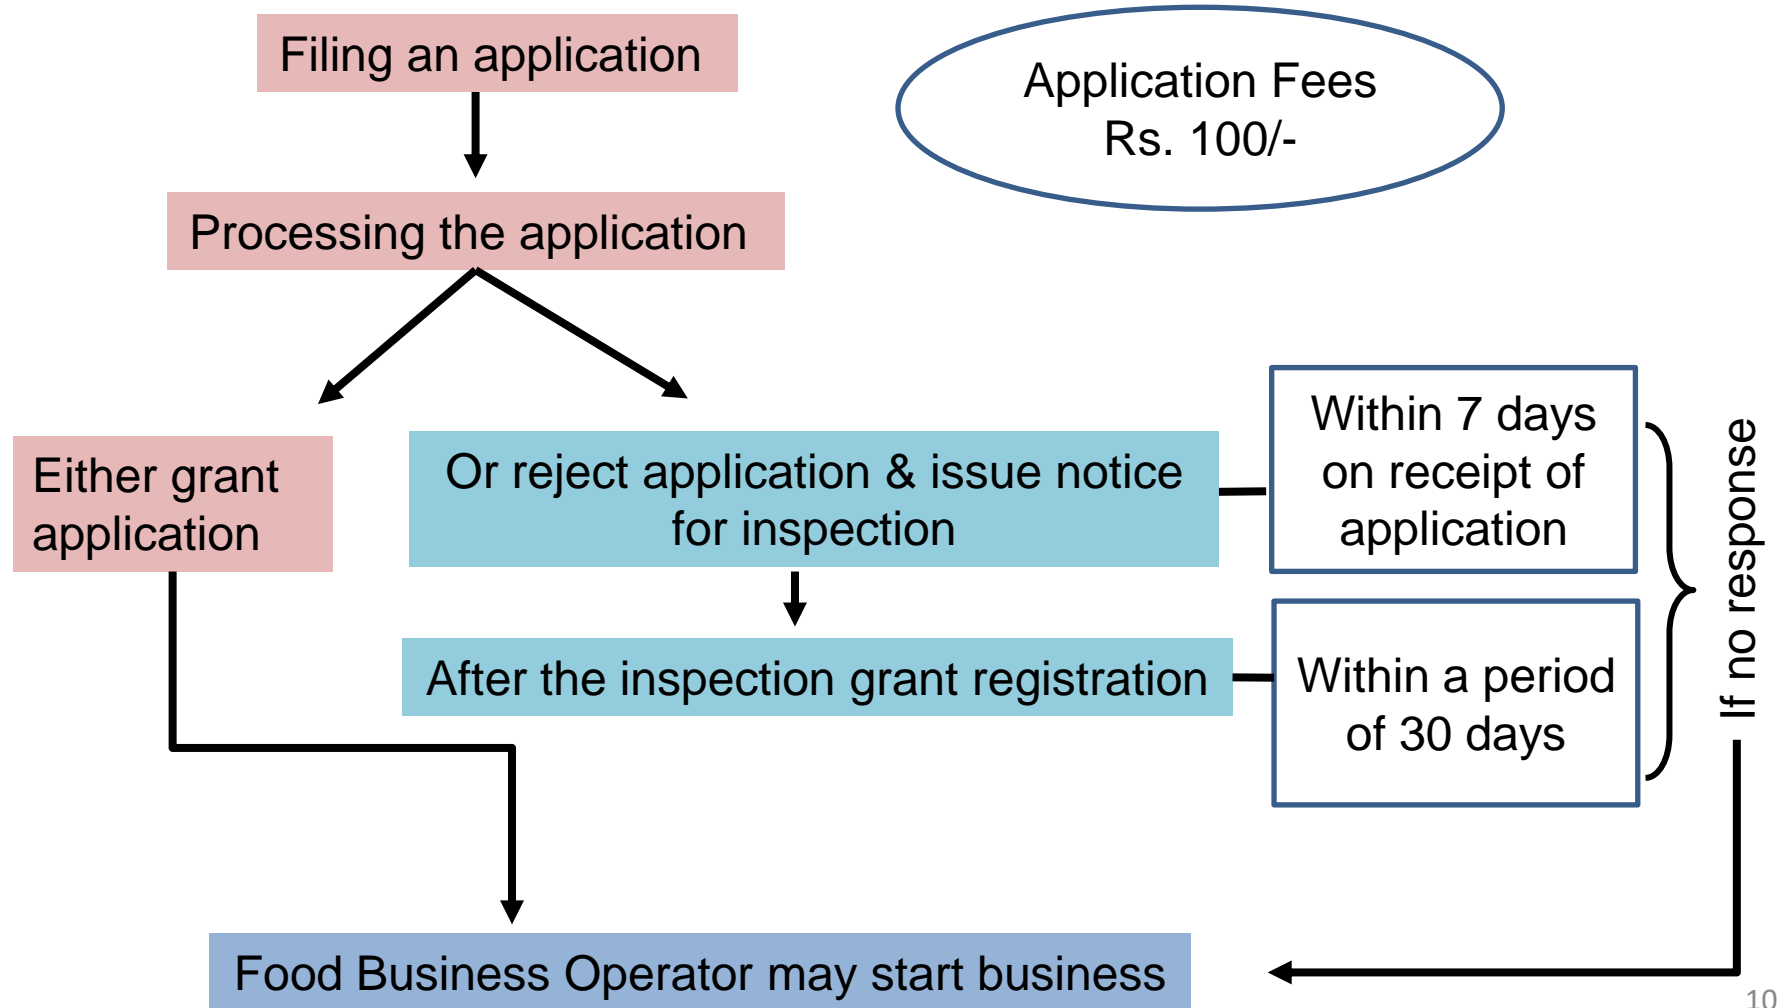 Filing an application
Application Fees
Rs. 100/-
Processing the application
Either grant
application
Or reject application & issue notice
for inspection
Within 7 days
on receipt of
application
After the inspection grant registration
Within a period
of 30 days
If no response
Food Business Operator may start business
10